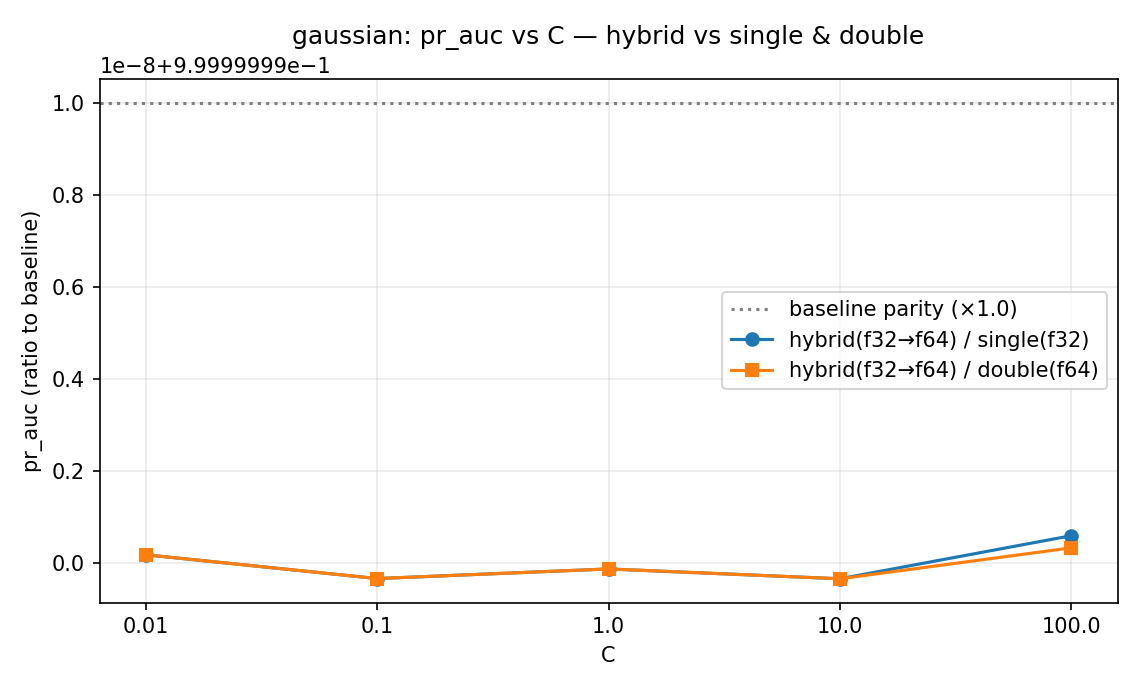 gaussian: pr_auc vs C — hybrid vs single & double
1e−8+9.9999999e−1
1.0
0.8
0.6
0.4
0.2
0.0
pr_auc (ratio to baseline)
baseline parity (×1.0)
hybrid(f32→f64) / single(f32)
hybrid(f32→f64) / double(f64)
0.01
0.1
1.0
10.0
100.0
C